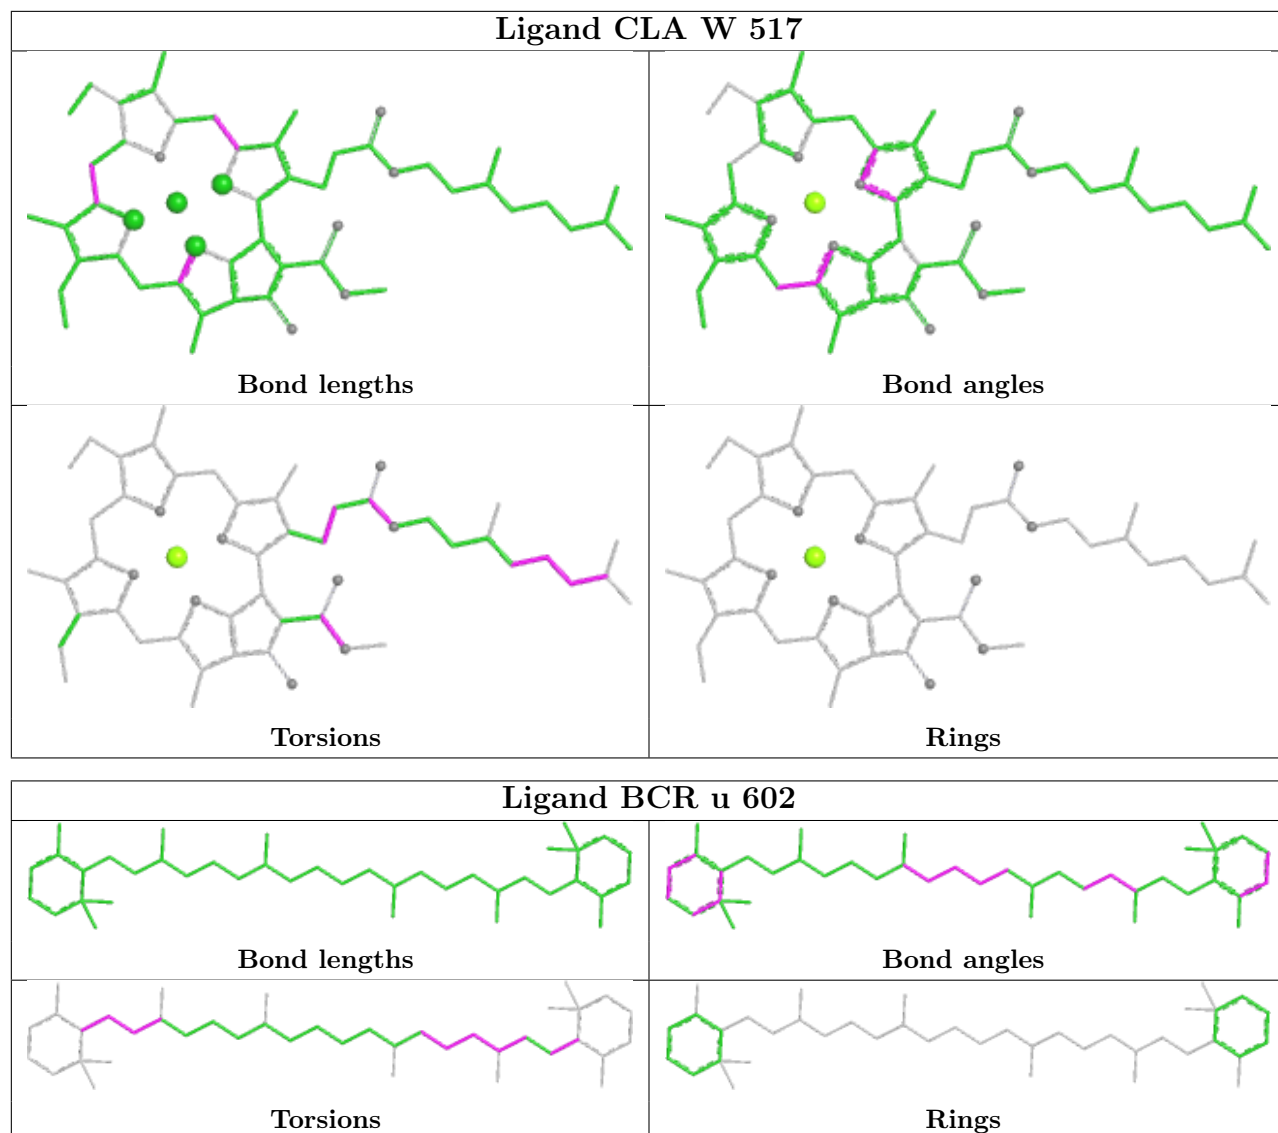 Ligand CLA W 517
Bond lengths
Bond angles
Torsions
Rings
Ligand BCR u 602
Bond lengths
Bond angles
Torsions
Rings